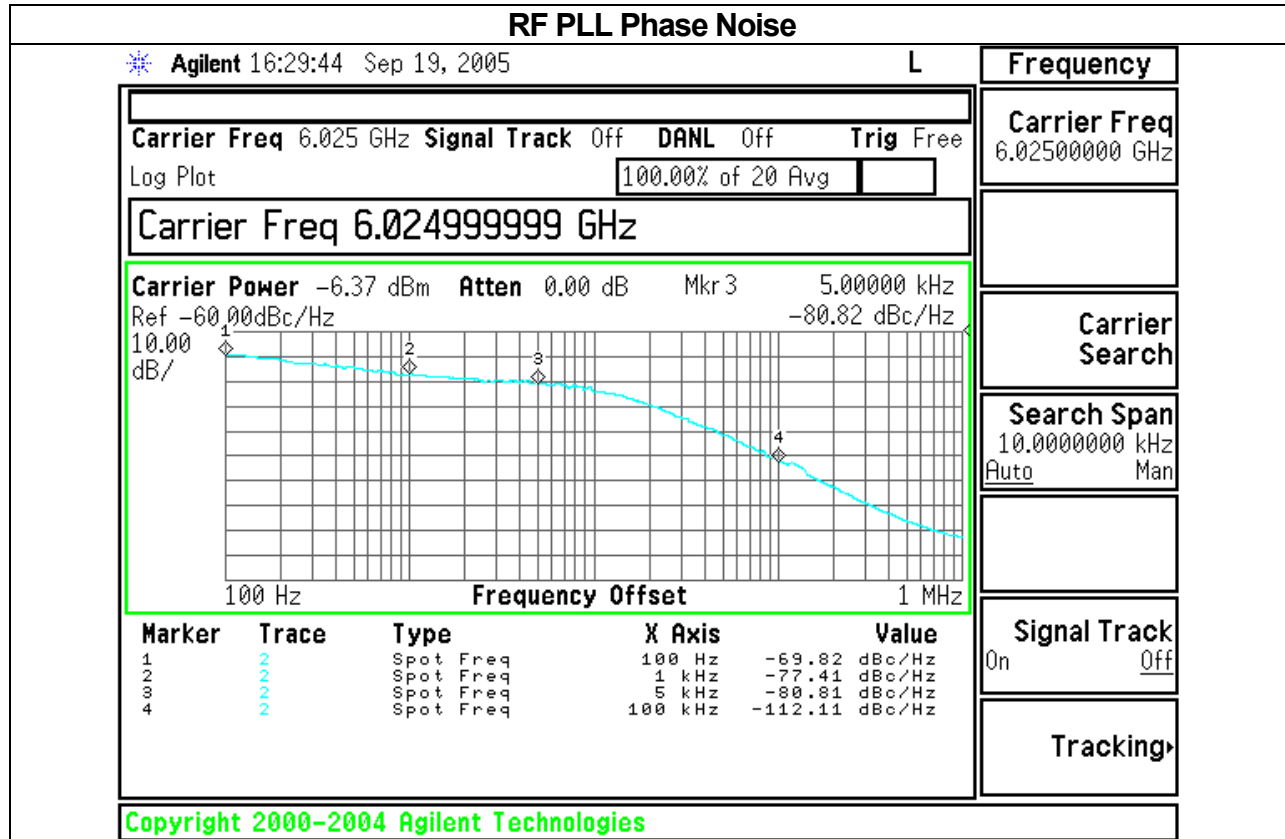 RF PLL Phase Noise
Agilent 16:29:44 Sep 19, 2005 L
Carrier Freq 6.025 GHz Signal Track Off DANL Off Trig Free
Log Plot 100.00% of 20 Avg
Carrier Freq 6.024999999 GHz
Carrier Power -6.37 dBm Atten 0.00 dB Mkr 3 5.00000 kHz
Ref -60.00dBc/Hz -80.82 dBc/Hz
10.00
dB/
1
2
3
4
100 Hz Frequency Offset 1 MHz
Marker Trace Type X Axis Value
1 2 Spot Freq 100 Hz -69.82 dBc/Hz
2 2 Spot Freq 1 kHz -77.41 dBc/Hz
3 2 Spot Freq 5 kHz -80.81 dBc/Hz
4 2 Spot Freq 100 kHz -112.11 dBc/Hz
Frequency
Carrier Freq
6.02500000 GHz
Carrier
Search
Search Span
10.0000000 kHz
Auto Man
Signal Track
On Off
Tracking
Copyright 2000-2004 Agilent Technologies